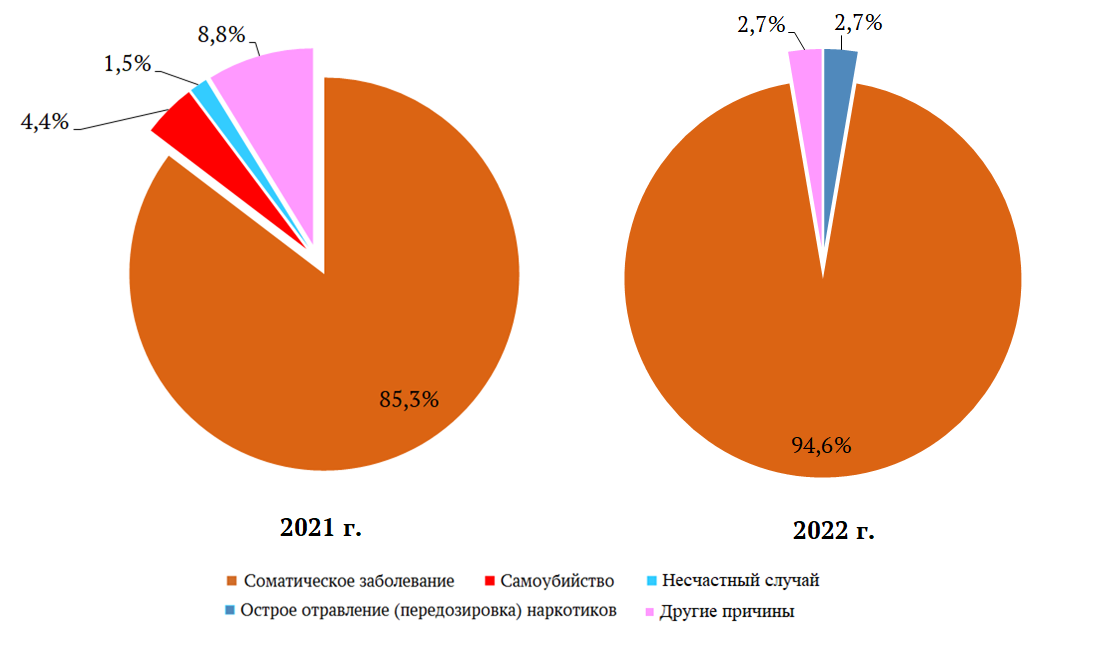 8,8%
1,5%
4,4%
85,3%
2021 г.
2,7%
2,7%
94,6%
2022 г.
Соматическое заболевание
Самоубийство
Несчастный случай
Острое отравление (передозировка) наркотиков
Другие причины